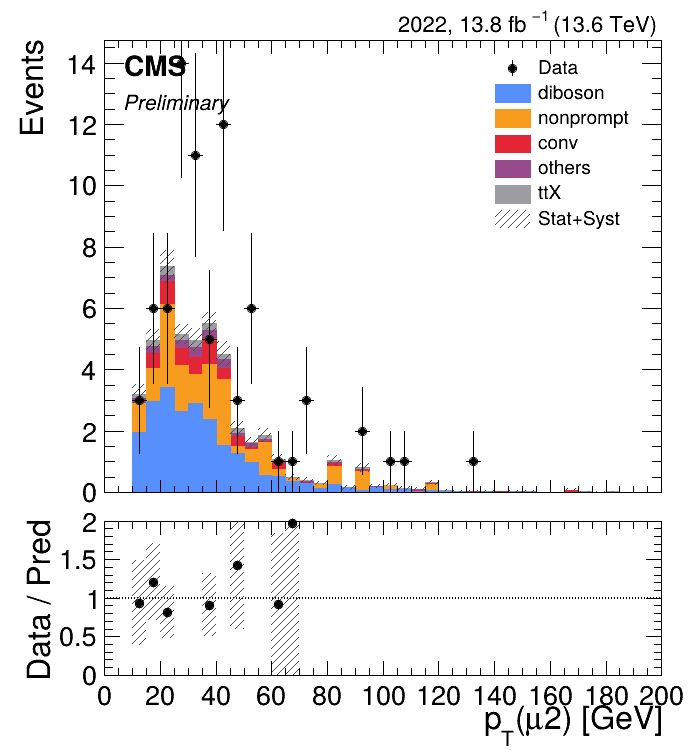 2022, 13.8 fb⁻¹ (13.6 TeV)
CMS
Preliminary
Events
14
12
10
8
6
4
2
0
Data
diboson
nonprompt
conv
others
ttX
Stat+Syst
Data / Pred
2
1.5
1
0.5
0
0 20 40 60 80 100 120 140 160 180 200
p_T(μ2) [GeV]